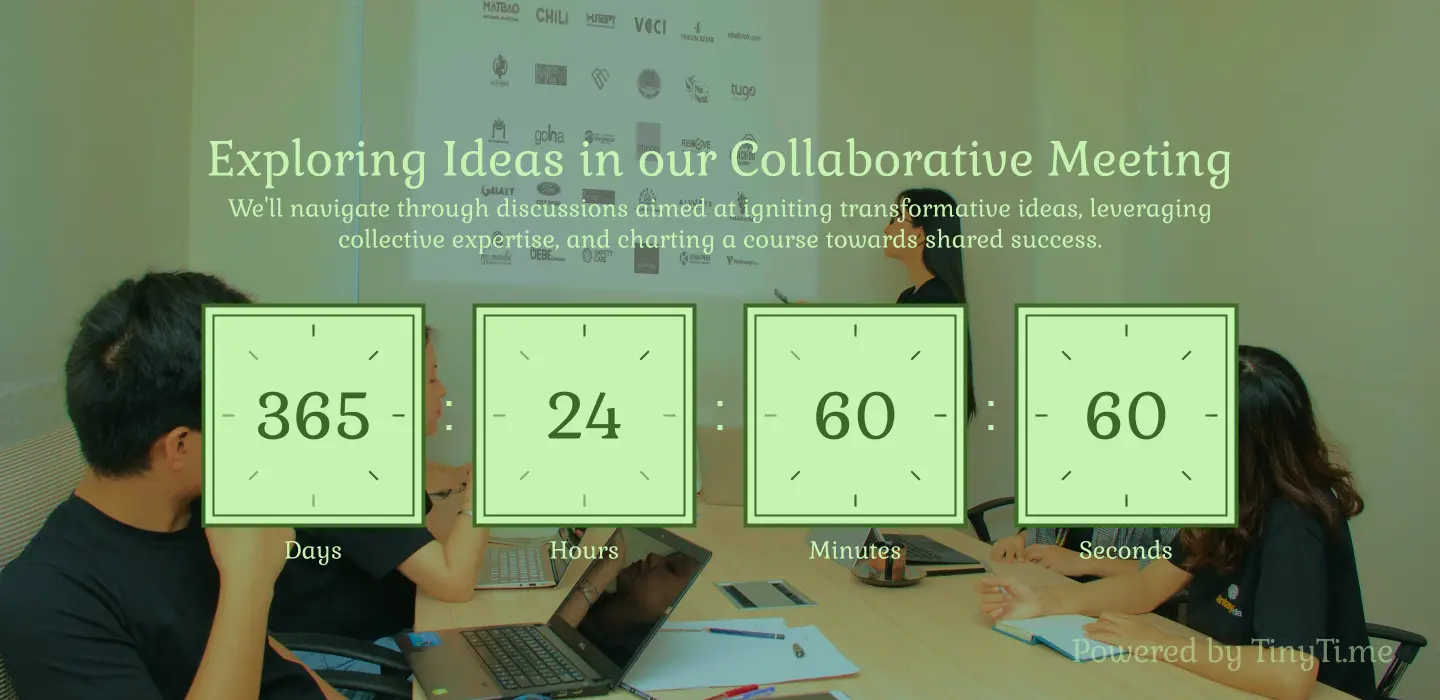 MATBAO CHiLi VOCI
tugo
golna
REMOVE
Exploring Ideas in our Collaborative Meeting
GALAXY
We'll navigate through discussions aimed at igniting transformative ideas, leveraging
collective expertise, and charting a course towards shared success.
365 : 24 : 60 : 60
Days Hours Minutes Seconds
Powered by TinyTi.me